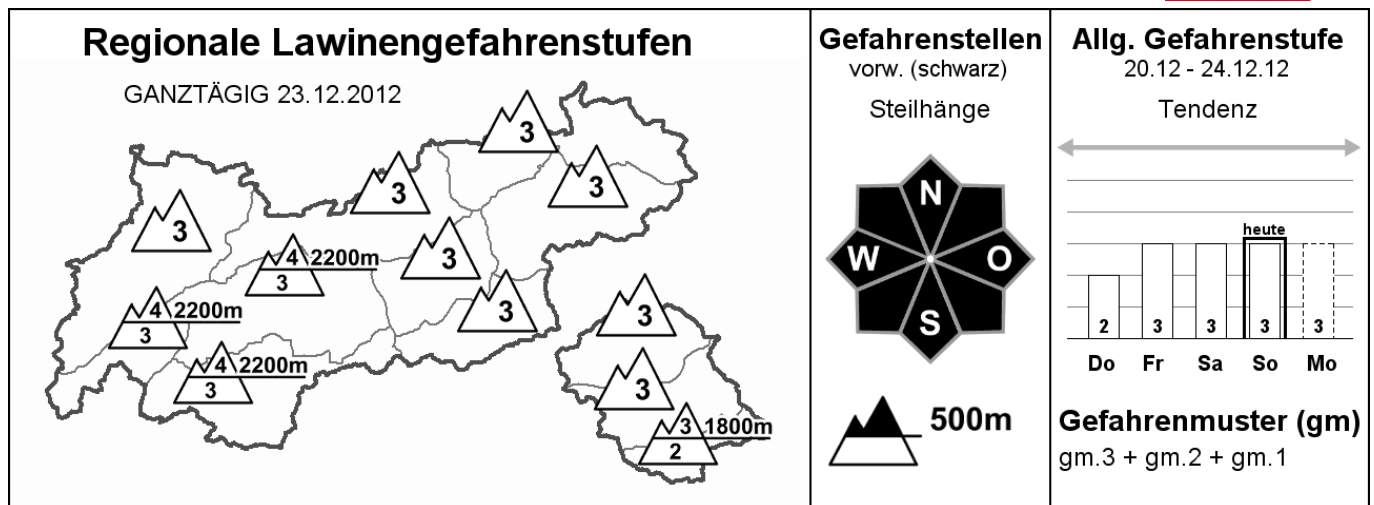 Regionale Lawinengefahrenstufen
GANZTÄGIG 23.12.2012
3
3
3
3
3
4 2200m
3
3
4 2200m
3
3
3
4 2200m
3
3
3 1800m
2
Gefahrenstellen
vorw. (schwarz)
Steilhänge
N
W
O
S
500m
Allg. Gefahrenstufe
20.12 - 24.12.12
Tendenz
heute
2 3 3 3 3
Do Fr Sa So Mo
Gefahrenmuster (gm)
gm.3 + gm.2 + gm.1